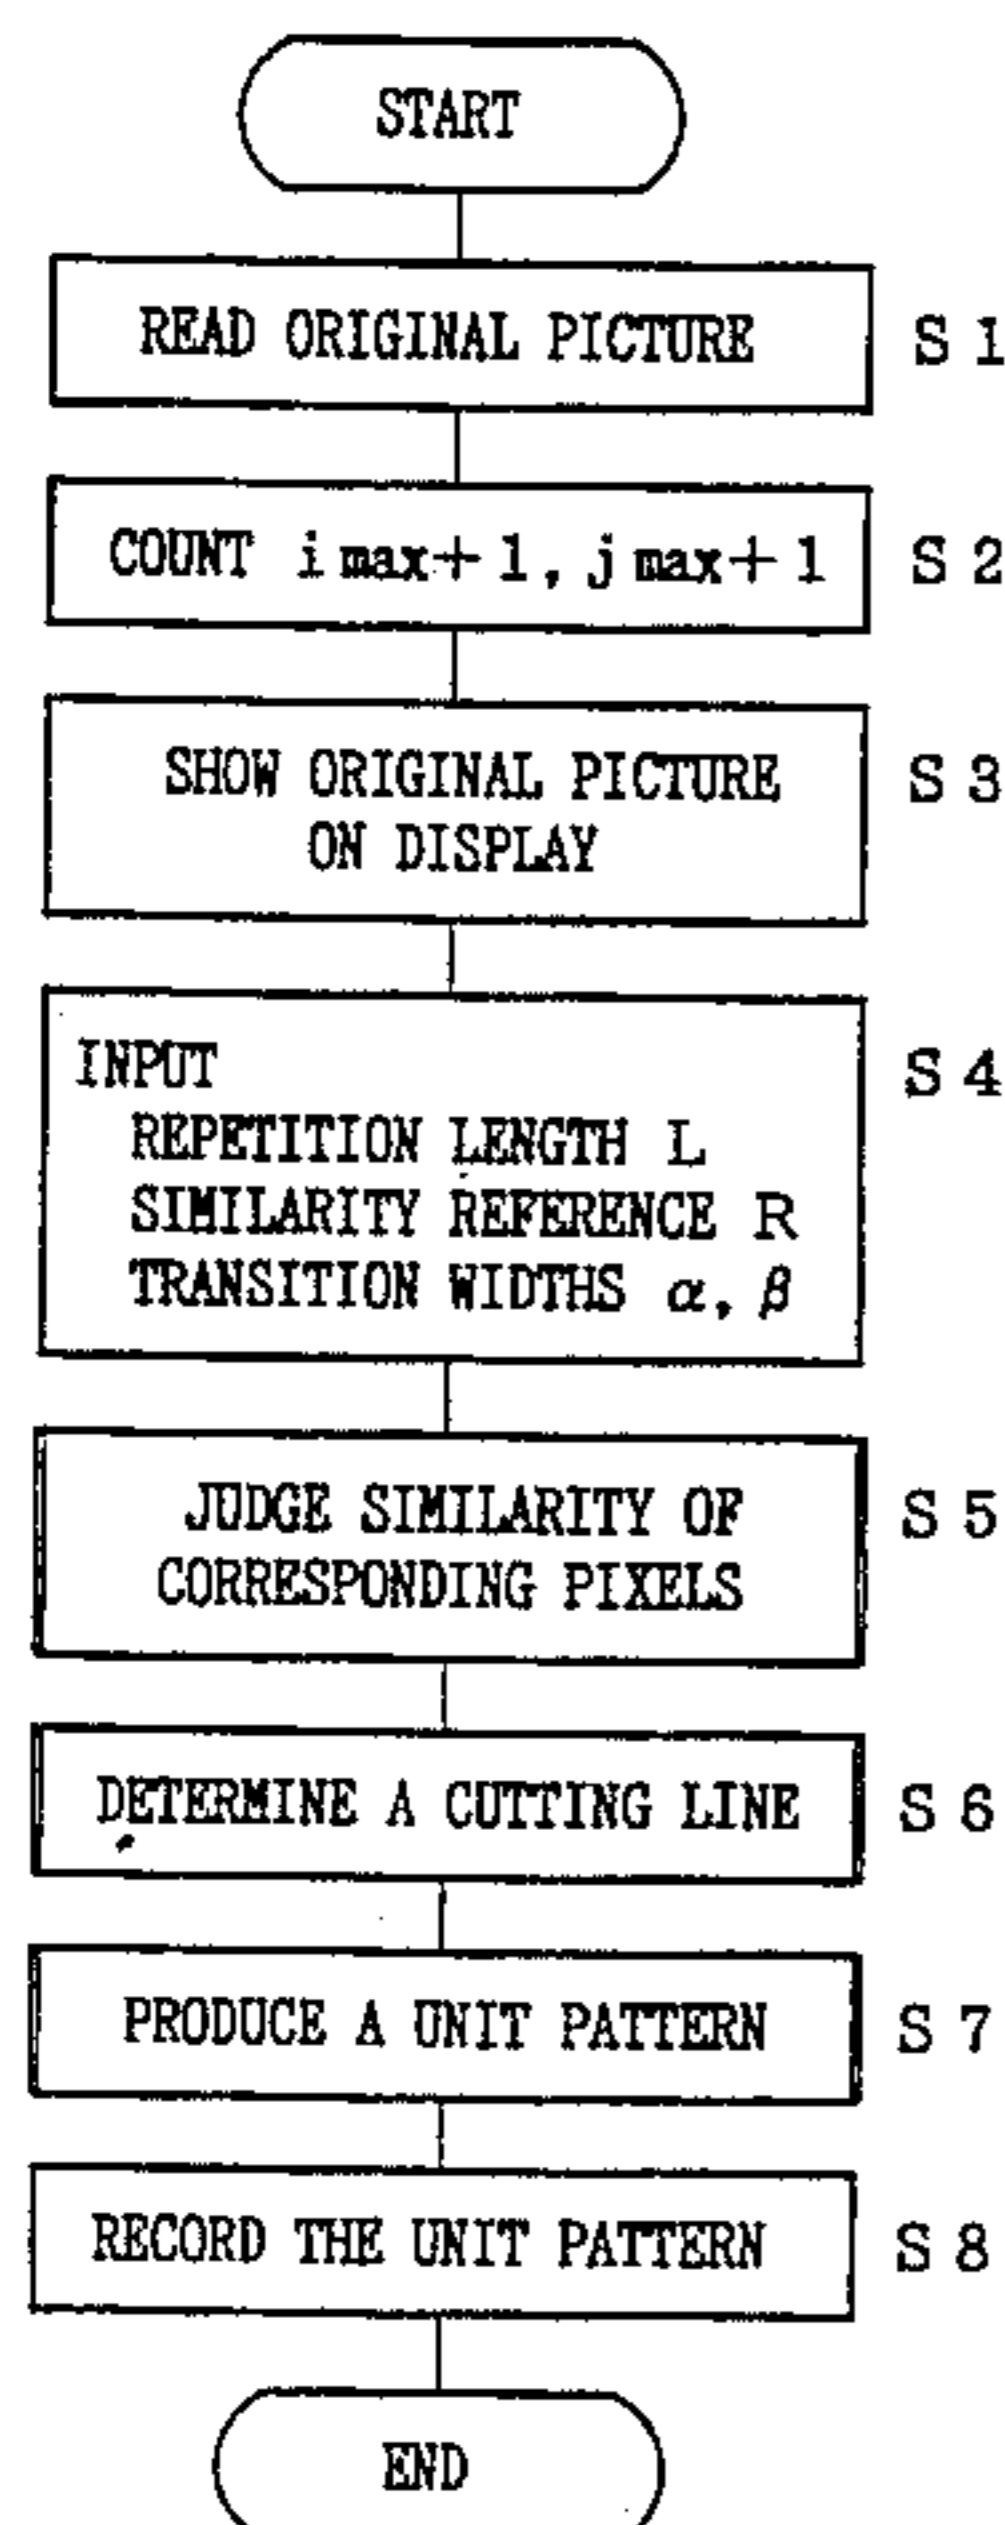 START
READ ORIGINAL PICTURE S 1
COUNT i max+1, j max+1 S 2
SHOW ORIGINAL PICTURE S 3
ON DISPLAY
INPUT S 4
REPETITION LENGTH L
SIMILARITY REFERENCE R
TRANSITION WIDTHS α, β
JUDGE SIMILARITY OF S 5
CORRESPONDING PIXELS
DETERMINE A CUTTING LINE S 6
PRODUCE A UNIT PATTERN S 7
RECORD THE UNIT PATTERN S 8
END